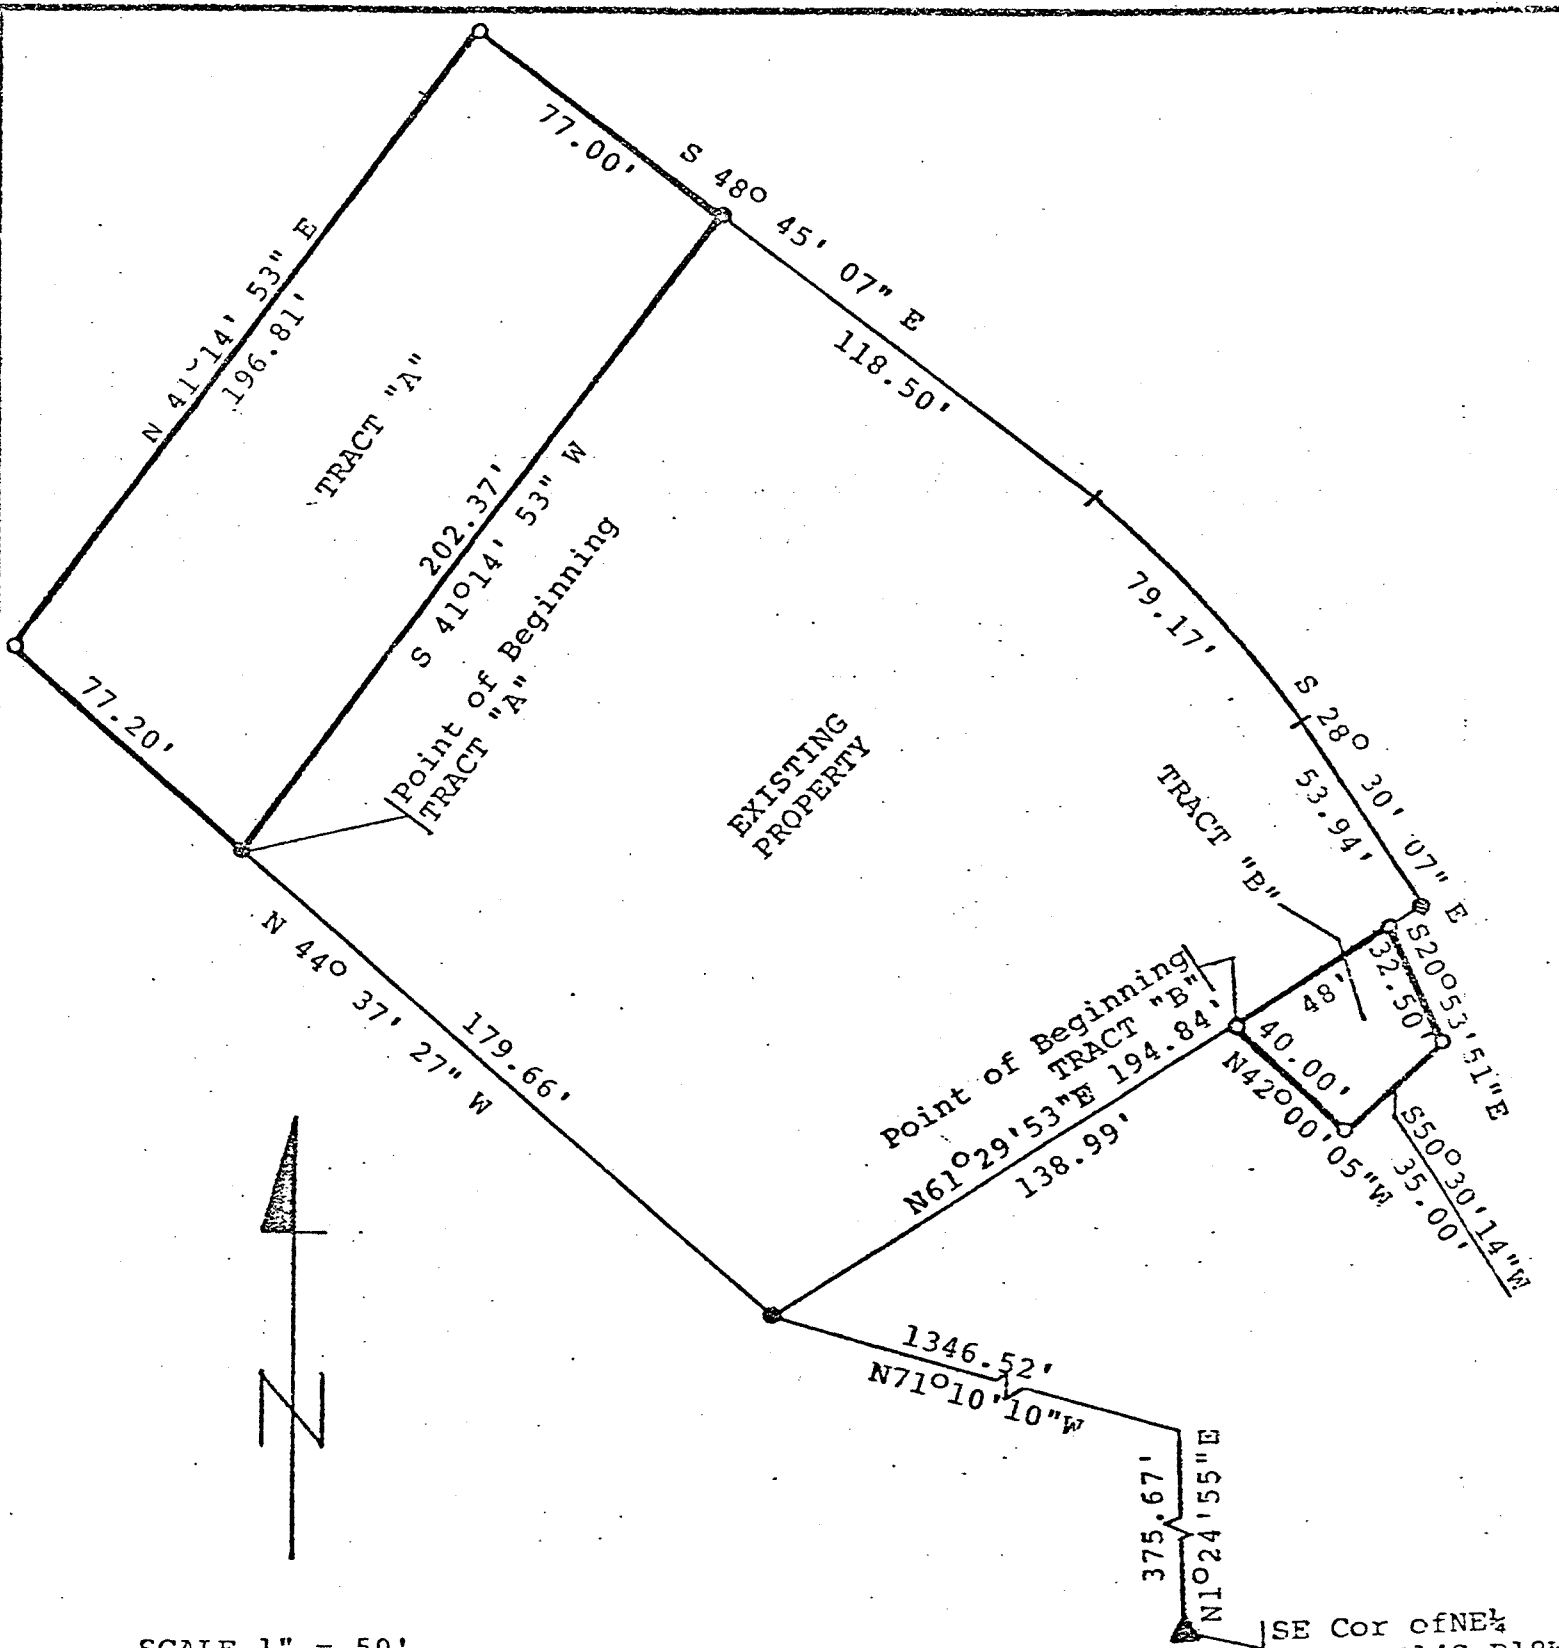 77.00'
S 48° 45' 07" E
N 41°14' 53" E
196.81'
TRACT "A"
118.50'
202.37'
S 41°14' 53" W
Point of Beginning
TRACT "A"
79.17'
77.20'
S 28° 30' 07" E
53.94'
EXISTING
PROPERTY
TRACT "B"
N 44° 37' 27" W
179.66'
Point of Beginning
TRACT "B"
N61°29'53"E 194.84'
138.99'
48'
32.50'
S20°53'51"E
40.00'
N42°00'05"W
S50°30'14"W
35.00'
1346.52'
N71°10'10"W
N
375.67'
N1°24'55"E
SCALE 1" = 50'
SE Cor ofNE¼